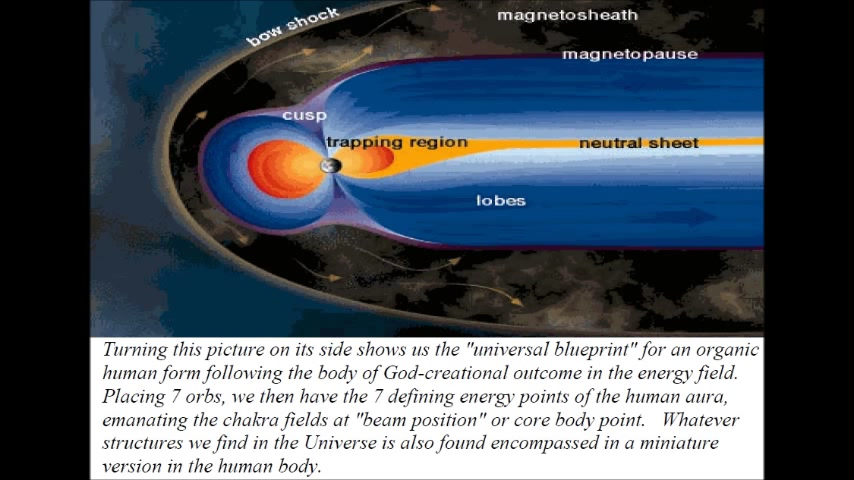 magnetosheath
bow shock
magnetopause
cusp
trapping region
neutral sheet
lobes
Turning this picture on its side shows us the "universal blueprint" for an organic
human form following the body of God-creational outcome in the energy field.
Placing 7 orbs, we then have the 7 defining energy points of the human aura,
emanating the chakra fields at "beam position" or core body point. Whatever
structures we find in the Universe is also found encompassed in a miniature
version in the human body.